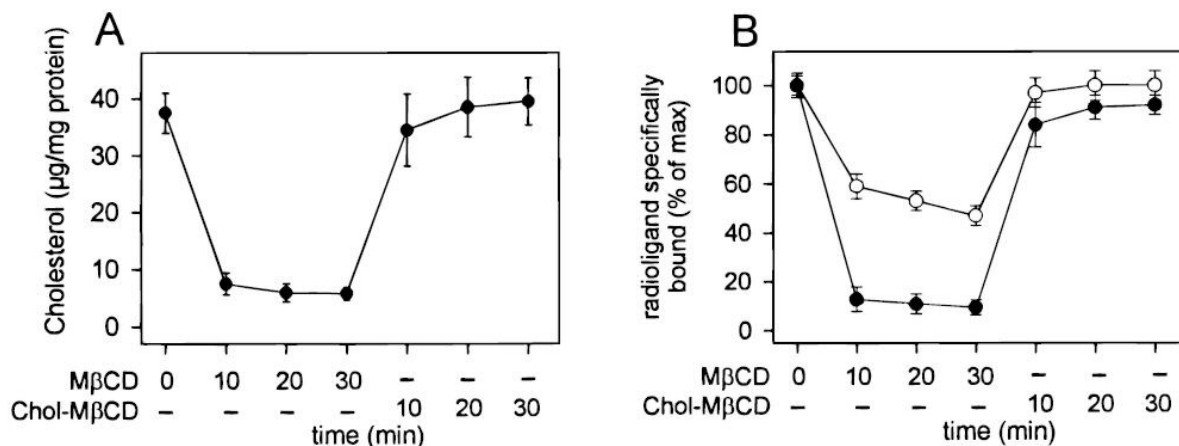 A
Cholesterol (µg/mg protein)
40
30
20
10
0
MβCD 0 10 20 30 – – –
Chol-MβCD – – – – 10 20 30
time (min)
B
radioligand specifically
bound (% of max)
100
80
60
40
20
0
MβCD 0 10 20 30 – – –
Chol-MβCD – – – – 10 20 30
time (min)